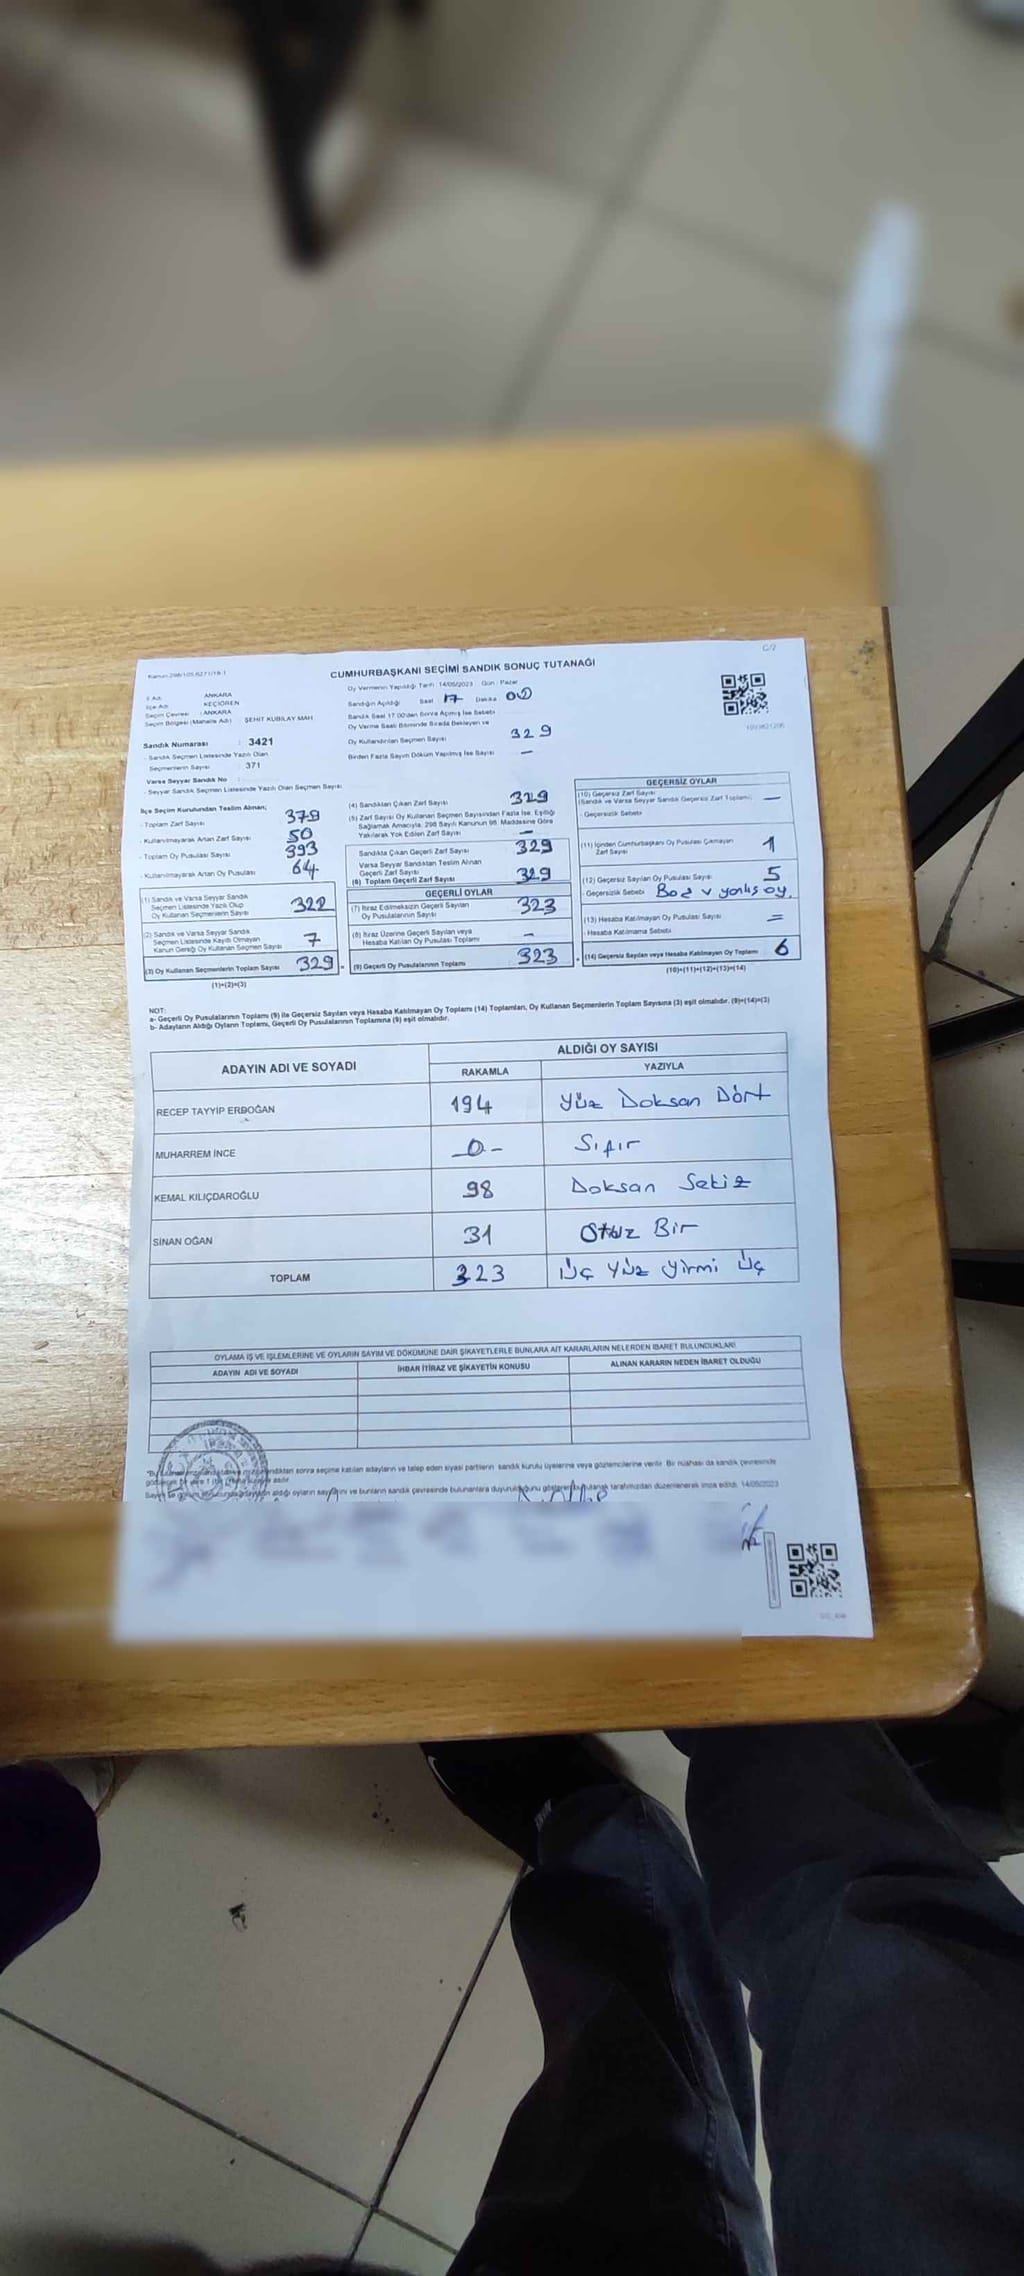 CUMHURBAŞKANI SEÇİMİ SANDIK SONUÇ TUTANAĞI
C/2
İl Adı : ANKARA
İlçe Adı : KEÇİÖREN
Seçim Çevresi : ANKARA
Seçim Bölgesi (Mahalle Adı) : ŞEHİT KUBİLAY MAH
Sandık Numarası : 3421
- Sandık Seçmen Listesinde Yazılı Olan
Seçmenlerin Sayısı : 371
Varsa Seyyar Sandık No :
- Seyyar Sandık Seçmen Listesinde Yazılı Olan Seçmen Sayısı:
Oy Vermenin Yapıldığı Tarih : 14/05/2023 Gün : Pazar
Sandığın Açıldığı Saat 17 Dakika 00
Sandık Saat 17:00'den Sonra Açılmış İse Sebebi
Oy Verme Saati Bitiminde Sırada Bekleyen ve
Oy Kullandırılan Seçmen Sayısı 329
Birden Fazla Sayım Döküm Yapılmış İse Sayısı —
İlçe Seçim Kurulundan Teslim Alınan;
- Toplam Zarf Sayısı 379
- Kullanılmayarak Artan Zarf Sayısı 50
- Toplam Oy Pusulası Sayısı 393
- Kullanılmayarak Artan Oy Pusulası 64
(1) Sandık ve Varsa Seyyar Sandık
Seçmen Listesinde Yazılı Olup
Oy Kullanan Seçmenlerin Sayısı 322
(2) Sandık ve Varsa Seyyar Sandık
Seçmen Listesinde Kayıtlı Olmayan
Kanun Gereği Oy Kullanan Seçmen Sayısı 7
(3) Oy Kullanan Seçmenlerin Toplam Sayısı 329
(1)+(2)=(3)
(4) Sandıktan Çıkan Zarf Sayısı 329
(5) Zarf Sayısı Oy Kullanan Seçmen Sayısından Fazla İse, Eşitliği
Sağlamak Amacıyla, 298 Sayılı Kanunun 98. Maddesine Göre
Yakılarak Yok Edilen Zarf Sayısı —
Sandıkta Çıkan Geçerli Zarf Sayısı 329
Varsa Seyyar Sandıktan Teslim Alınan
Geçerli Zarf Sayısı
(6) Toplam Geçerli Zarf Sayısı 329
GEÇERLİ OYLAR
(7) İtiraz Edilmeksizin Geçerli Sayılan
Oy Pusulalarının Sayısı 323
(8) İtiraz Üzerine Geçerli Sayılan veya
Hesaba Katılan Oy Pusulası Toplamı —
(9) Geçerli Oy Pusulalarının Toplamı 323
GEÇERSİZ OYLAR
(10) Geçersiz Zarf Sayısı
(Sandık ve Varsa Seyyar Sandık Geçersiz Zarf Toplamı) —
- Geçersizlik Sebebi
(11) İçinden Cumhurbaşkanı Oy Pusulası Çıkmayan
Zarf Sayısı 1
(12) Geçersiz Sayılan Oy Pusulası Sayısı 5
- Geçersizlik Sebebi
(13) Hesaba Katılmayan Oy Pusulası Sayısı =
- Hesaba Katılmama Sebebi
(14) Geçersiz Sayılan veya Hesaba Katılmayan Oy Toplamı 6
(10)+(11)+(12)+(13)=(14)
NOT:
a- Geçerli Oy Pusulalarının Toplamı (9) ile Geçersiz Sayılan veya Hesaba Katılmayan Oy Toplamı (14) Toplamları, Oy Kullanan Seçmenlerin Toplam Sayısına (3) eşit olmalıdır. (9)+(14)=(3)
b- Adayların Aldığı Oyların Toplamı, Geçerli Oy Pusulalarının Toplamına (9) eşit olmalıdır.
ADAYIN ADI VE SOYADI ALDIĞI OY SAYISI
RAKAMLA YAZIYLA
RECEP TAYYİP ERDOĞAN 194 Yüz Doksan Dört
MUHARREM İNCE -0- Sıfır
KEMAL KILIÇDAROĞLU 98 Doksan Sekiz
SİNAN OĞAN 31 Otuz Bir
TOPLAM 323 Üç Yüz Yirmi Üç
OYLAMA İŞ VE İŞLEMLERİNE VE OYLARIN SAYIM VE DÖKÜMÜNE DAİR ŞİKAYETLERLE BUNLARA AİT KARARLARIN NELERDEN İBARET BULUNDUKLARI
ADAYIN ADI VE SOYADI İHBAR İTİRAZ VE ŞİKAYETİN KONUSU ALINAN KARARIN NEDEN İBARET OLDUĞU
sonra seçime katılan adayların ve talep eden siyasi partilerin sandık kurulu üyelerine veya gözlemcilerine verilir. Bir nüshası da sandık çevresinde
aldığı oyların sayılarını ve bunların sandık çevresinde bulunanlara duyurulduğunu gösteren bu tutanak tarafımızdan düzenlenerek imza edildi. 14/05/2023